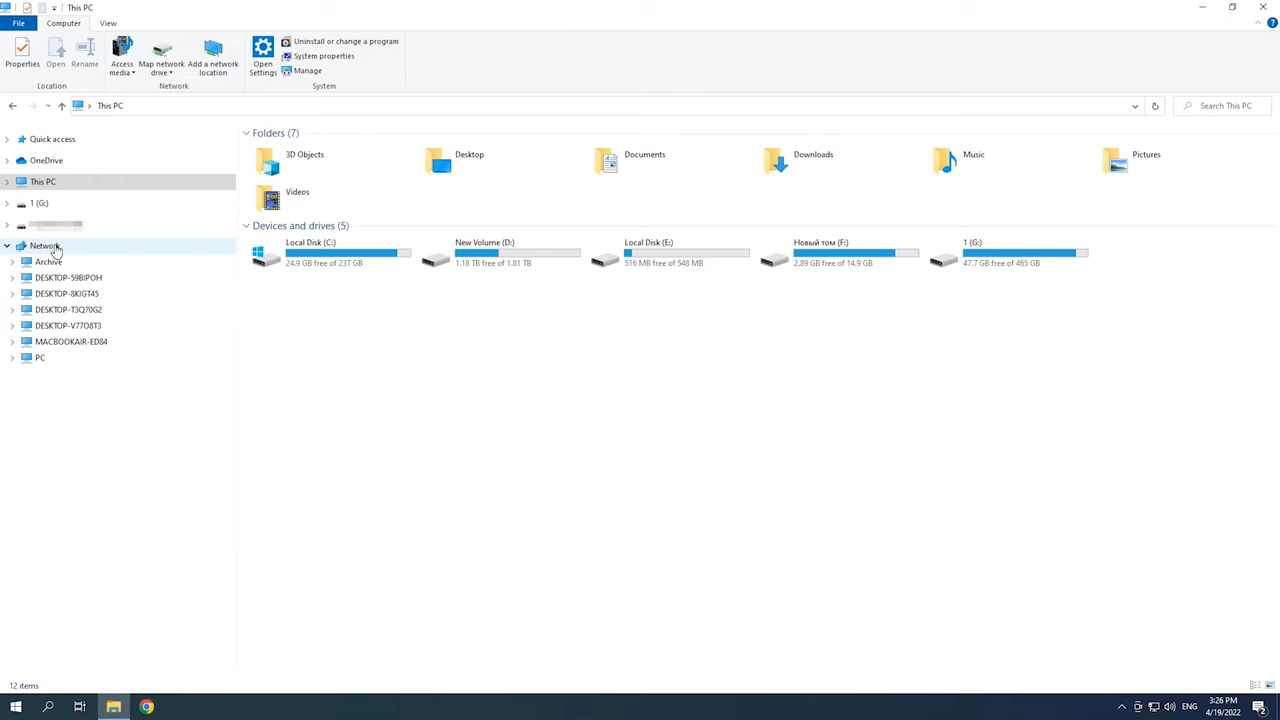 This PC
File Computer View
Properties Open Rename Access media Map network drive Add a network location Open Settings
Uninstall or change a program
System properties
Manage
Location Network System
This PC Search This PC
Quick access
OneDrive
This PC
1 (G:)
Network
Archive
DESKTOP-59BIPOH
DESKTOP-8KIGT45
DESKTOP-T3Q70G2
DESKTOP-V77O8T3
MACBOOKAIR-ED84
PC
Folders (7)
3D Objects Desktop Documents Downloads Music Pictures
Videos
Devices and drives (5)
Local Disk (C:) New Volume (D:) Local Disk (E:) Новый том (F:) 1 (G:)
24.9 GB free of 237 GB 1.18 TB free of 1.81 TB 516 MB free of 548 MB 2.89 GB free of 14.9 GB 47.7 GB free of 465 GB
12 items
ENG 3:26 PM
4/19/2022
2